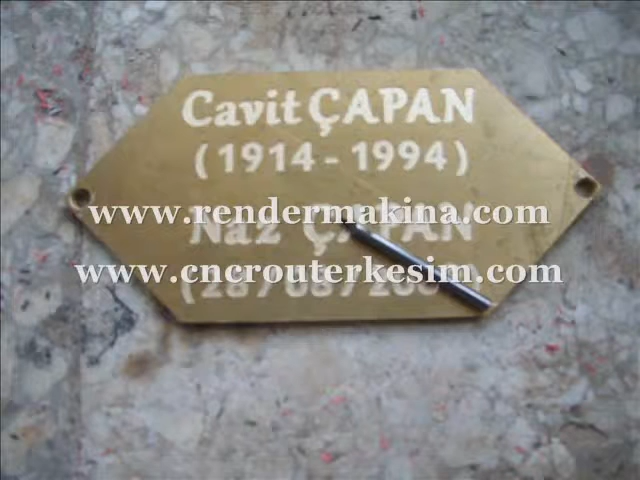 Cavit ÇAPAN
(1914 - 1994)
www.rendermakina.com
Naz ÇAPAN
www.cncrouterkesim.com